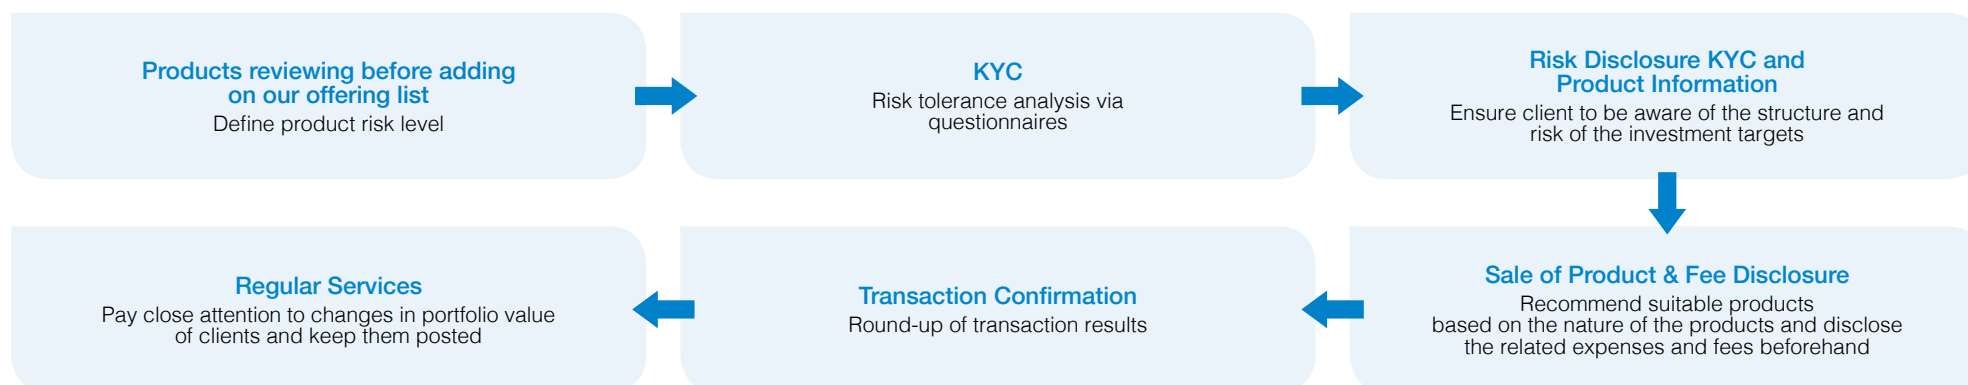 Products reviewing before adding
on our offering list
Define product risk level
KYC
Risk tolerance analysis via
questionnaires
Risk Disclosure KYC and
Product Information
Ensure client to be aware of the structure and
risk of the investment targets
Sale of Product & Fee Disclosure
Recommend suitable products
based on the nature of the products and disclose
the related expenses and fees beforehand
Transaction Confirmation
Round-up of transaction results
Regular Services
Pay close attention to changes in portfolio value
of clients and keep them posted